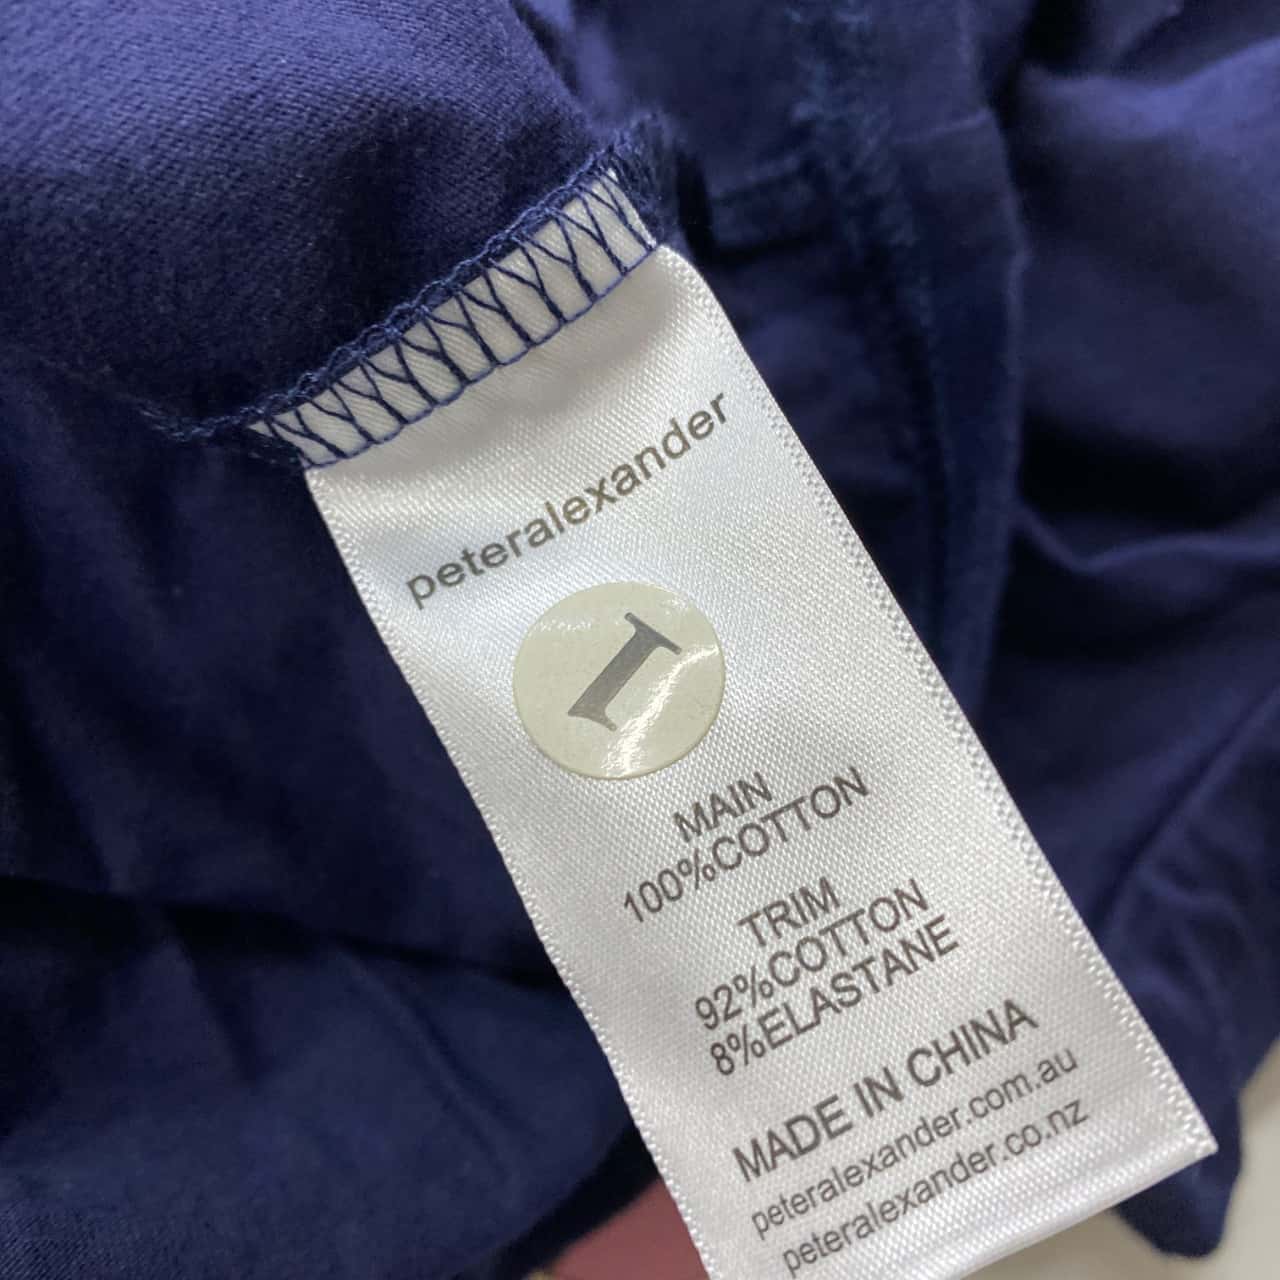 peteralexander
MAIN
100%COTTON
TRIM
92%COTTON
8%ELASTANE
MADE IN CHINA
peteralexander.com.au
peteralexander.co.nz